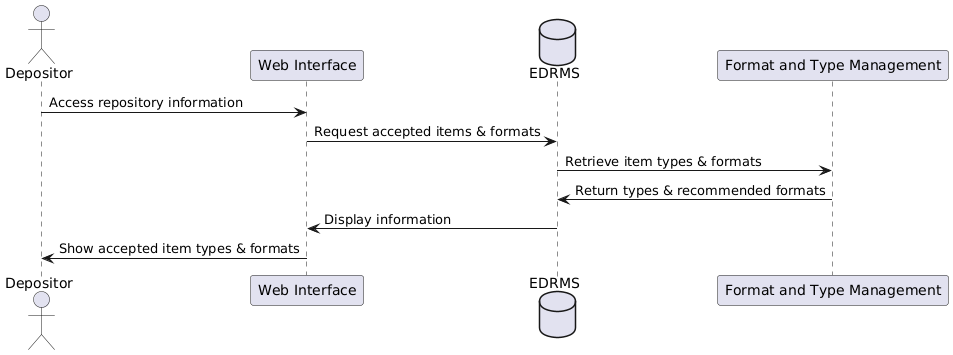 Depositor
Web Interface
EDRMS
Format and Type Management
Access repository information
Request accepted items & formats
Retrieve item types & formats
Return types & recommended formats
Display information
Show accepted item types & formats
Depositor
Web Interface
EDRMS
Format and Type Management